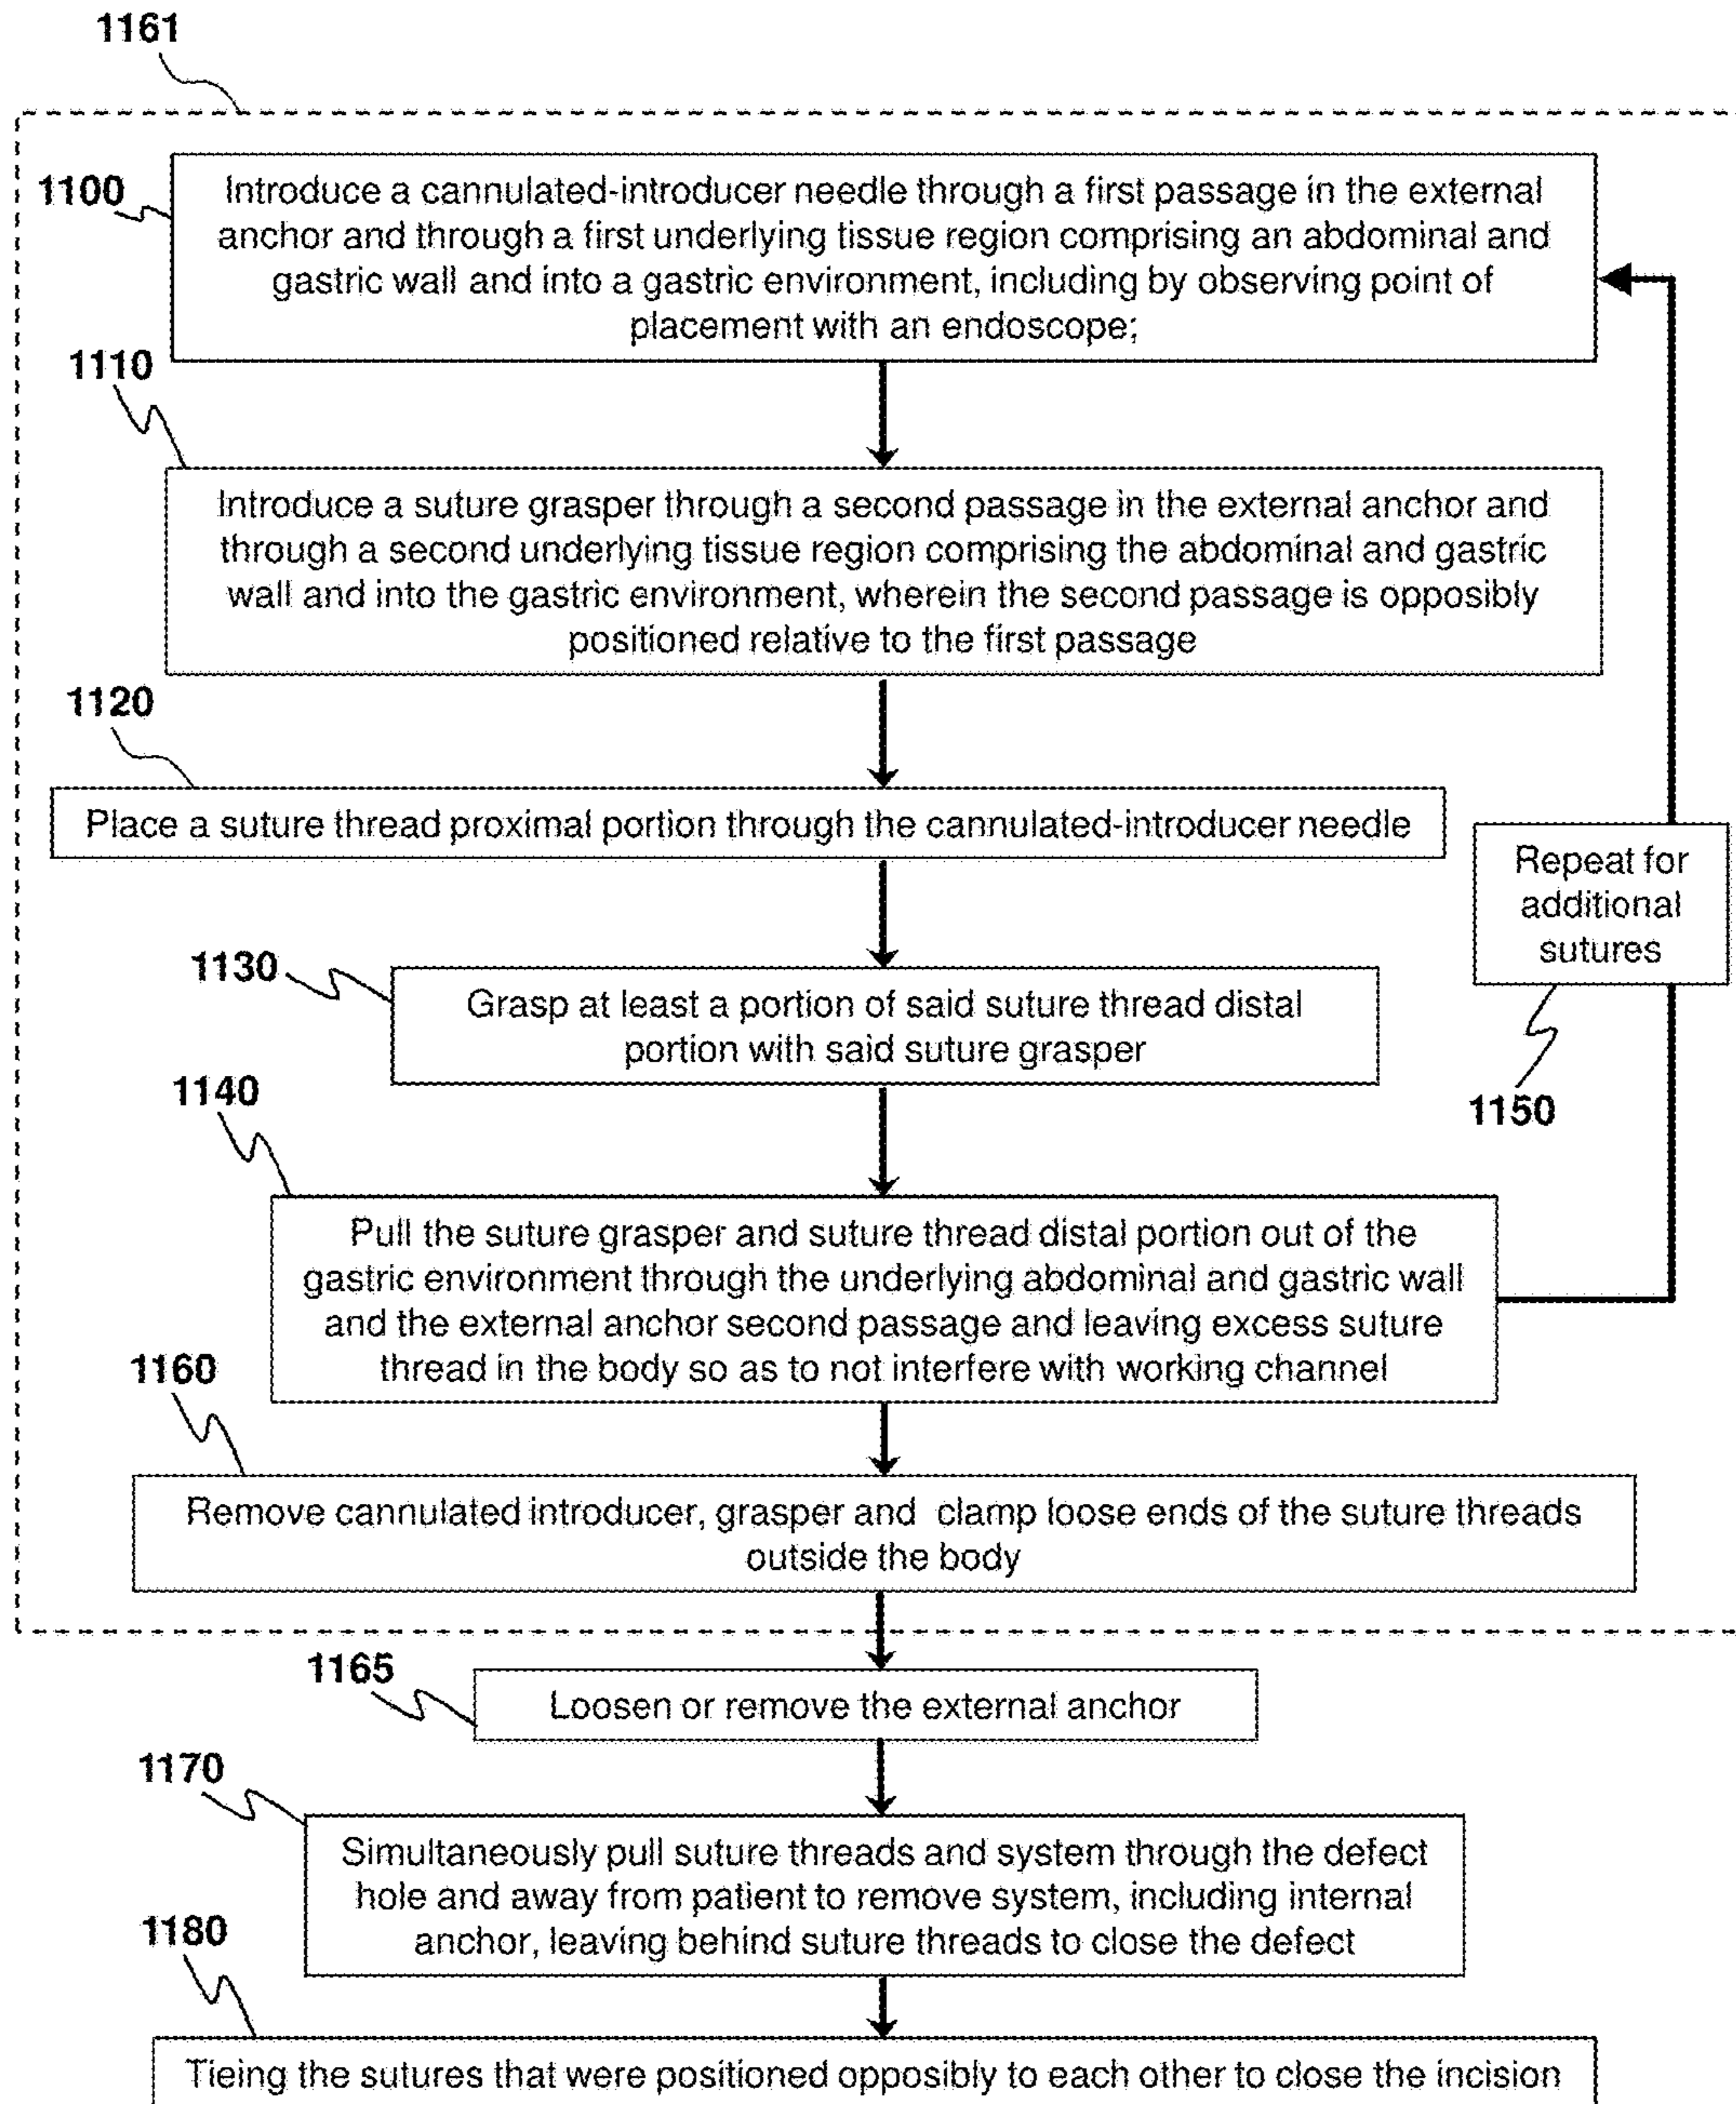 1161
1100
Introduce a cannulated-introducer needle through a first passage in the external
anchor and through a first underlying tissue region comprising an abdominal and
gastric wall and into a gastric environment, including by observing point of
placement with an endoscope;
1110
Introduce a suture grasper through a second passage in the external anchor and
through a second underlying tissue region comprising the abdominal and gastric
wall and into the gastric environment, wherein the second passage is opposibly
positioned relative to the first passage
1120
Place a suture thread proximal portion through the cannulated-introducer needle
Repeat for
additional
sutures
1150
1130
Grasp at least a portion of said suture thread distal
portion with said suture grasper
1140
Pull the suture grasper and suture thread distal portion out of the
gastric environment through the underlying abdominal and gastric wall
and the external anchor second passage and leaving excess suture
thread in the body so as to not interfere with working channel
1160
Remove cannulated introducer, grasper and clamp loose ends of the suture threads
outside the body
1165
Loosen or remove the external anchor
1170
Simultaneously pull suture threads and system through the defect
hole and away from patient to remove system, including internal
anchor, leaving behind suture threads to close the defect
1180
Tieing the sutures that were positioned opposibly to each other to close the incision